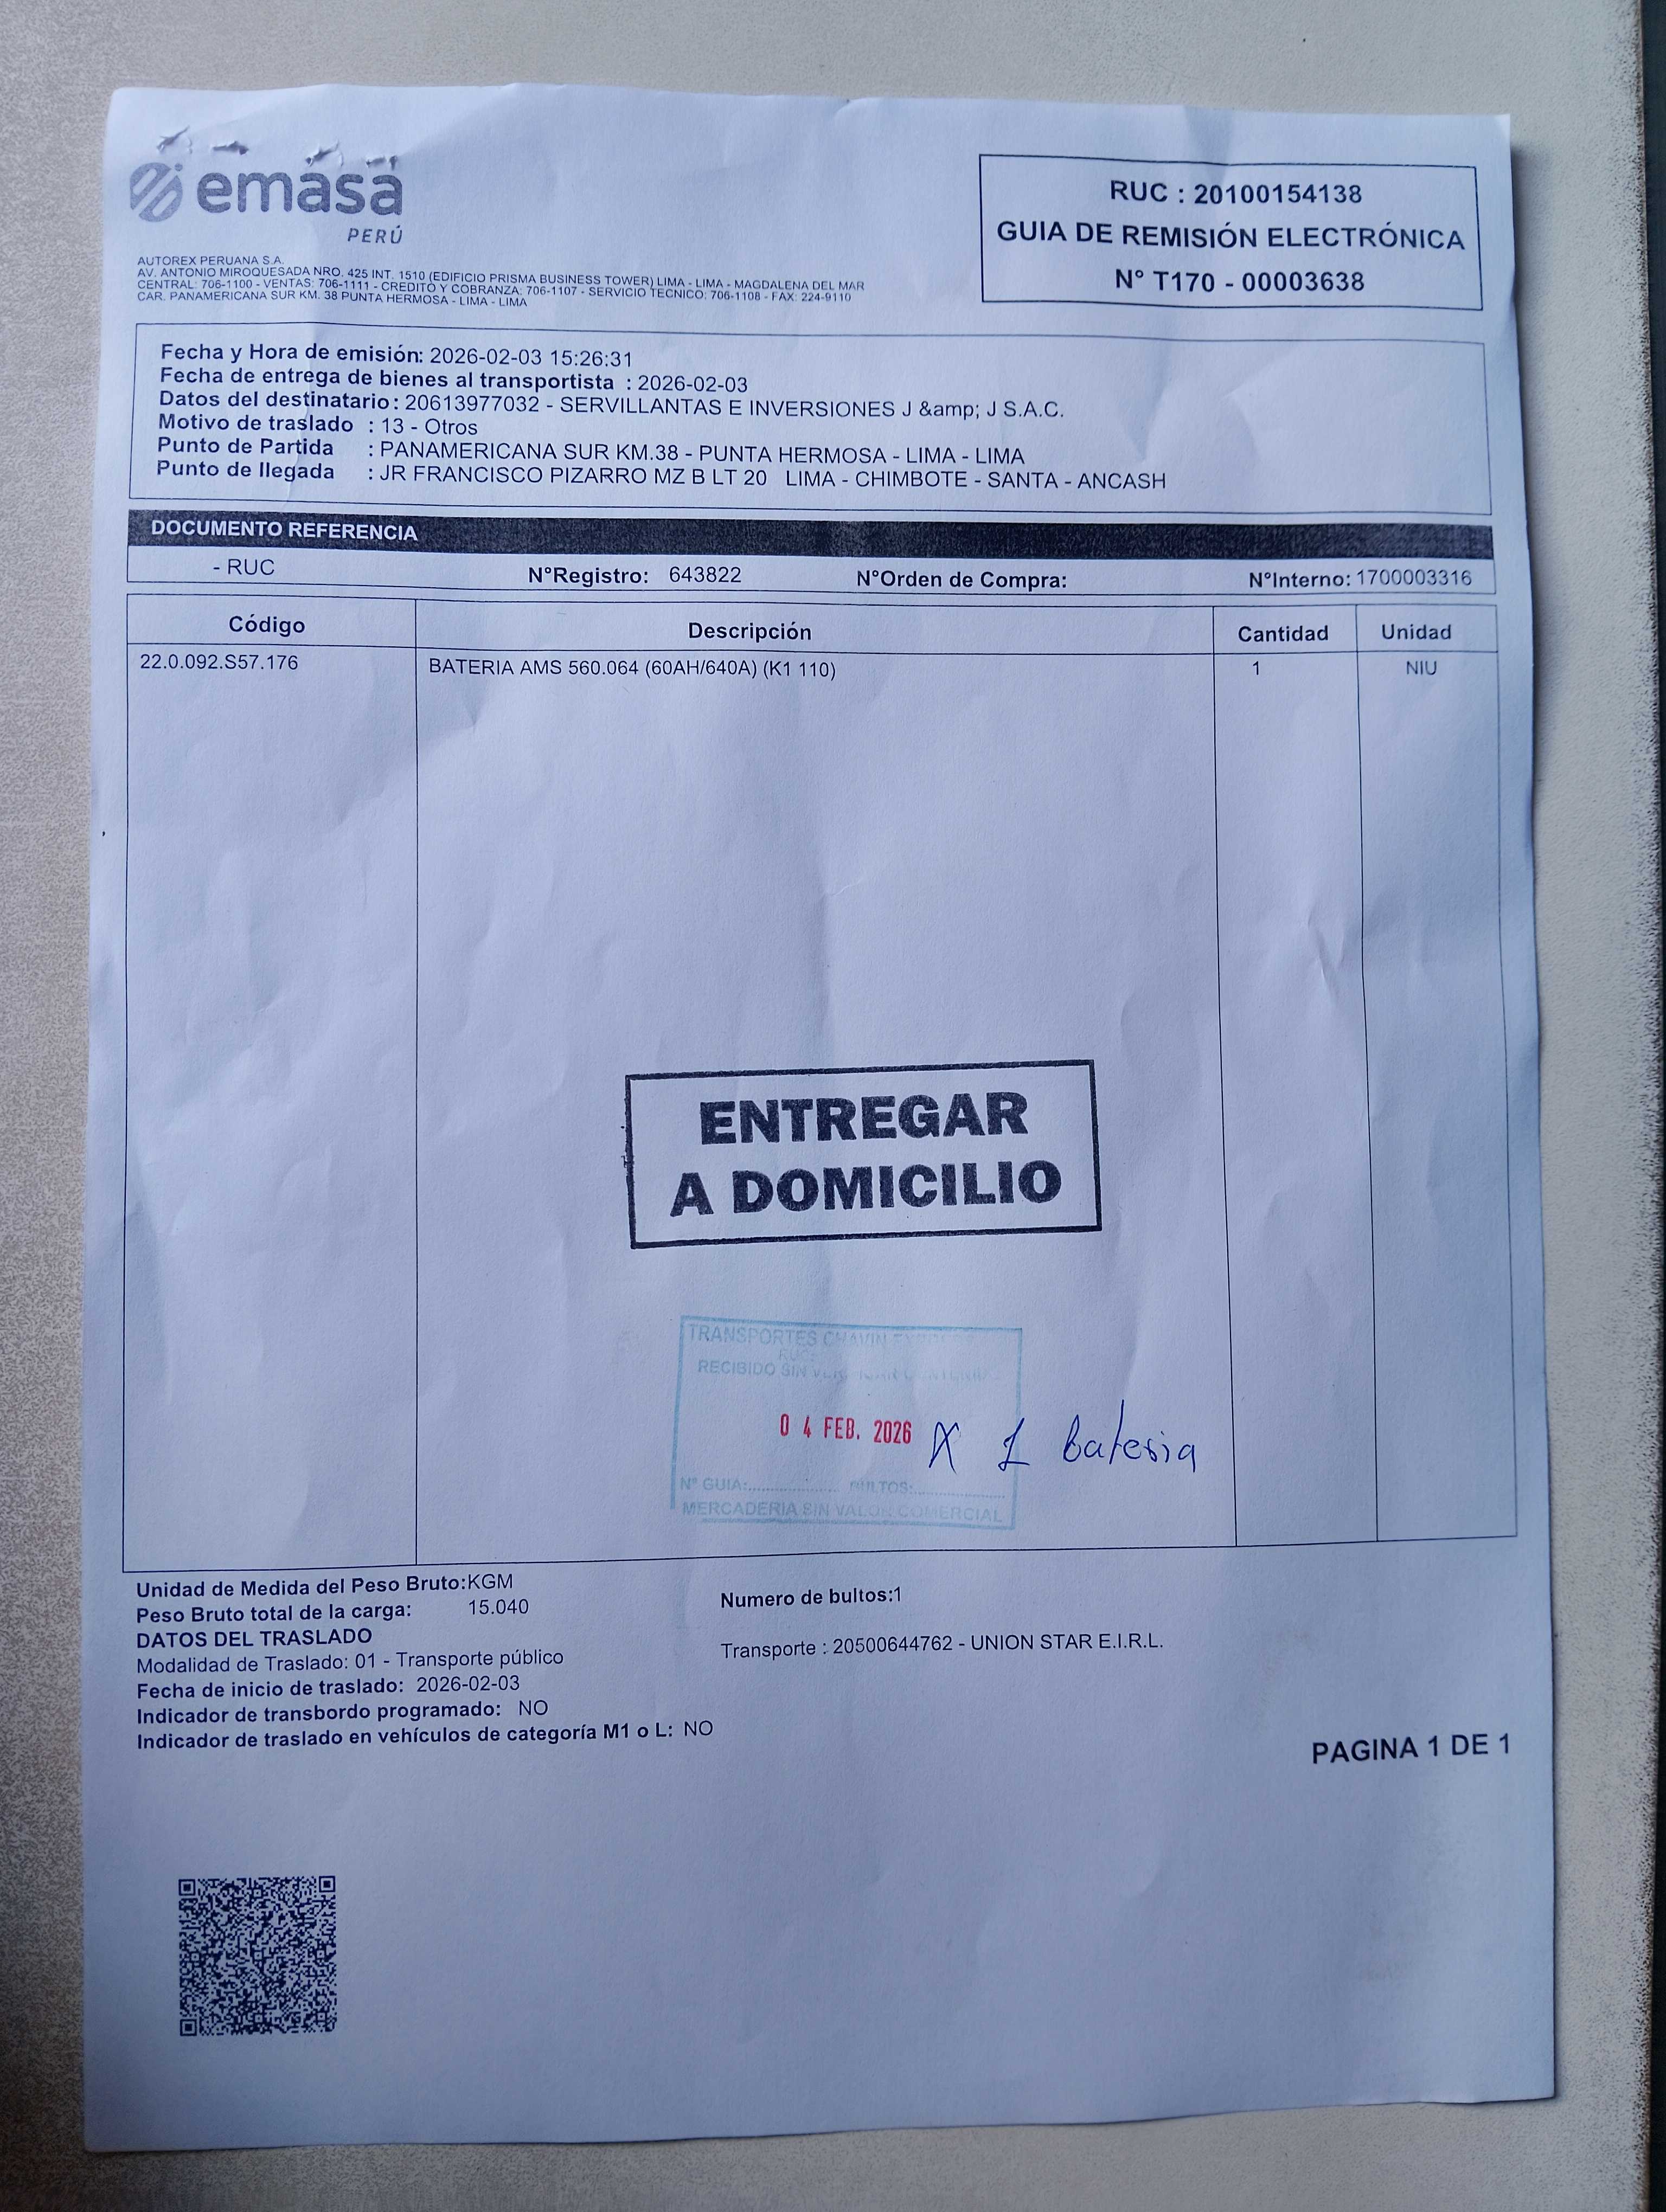 emasa
PERÚ
AUTOREX PERUANA S.A.
AV. ANTONIO MIROQUESADA NRO. 425 INT. 1510 (EDIFICIO PRISMA BUSINESS TOWER) LIMA - LIMA - MAGDALENA DEL MAR
CENTRAL: 706-1100 - VENTAS: 706-1111 - CREDITO Y COBRANZA: 706-1107 - SERVICIO TECNICO: 706-1108 - FAX: 224-9110
CAR. PANAMERICANA SUR KM. 38 PUNTA HERMOSA - LIMA - LIMA
RUC : 20100154138
GUIA DE REMISIÓN ELECTRÓNICA
N° T170 - 00003638
Fecha y Hora de emisión: 2026-02-03 15:26:31
Fecha de entrega de bienes al transportista : 2026-02-03
Datos del destinatario: 20613977032 - SERVILLANTAS E INVERSIONES J &amp; J S.A.C.
Motivo de traslado : 13 - Otros
Punto de Partida : PANAMERICANA SUR KM.38 - PUNTA HERMOSA - LIMA - LIMA
Punto de llegada : JR FRANCISCO PIZARRO MZ B LT 20 LIMA - CHIMBOTE - SANTA - ANCASH
DOCUMENTO REFERENCIA
- RUC N°Registro: 643822 N°Orden de Compra: N°Interno: 1700003316
Código Descripción Cantidad Unidad
22.0.092.S57.176 BATERIA AMS 560.064 (60AH/640A) (K1 110) 1 NIU
ENTREGAR
A DOMICILIO
TRANSPORTES CHAVIN
RUC:
RECIBIDO SIN
04 FEB. 2026 X 1 Bateria
N° GUIA:.................. BULTOS:..................
MERCADERIA SIN VALOR COMERCIAL
Unidad de Medida del Peso Bruto:KGM
Peso Bruto total de la carga: 15.040 Numero de bultos:1
DATOS DEL TRASLADO
Modalidad de Traslado: 01 - Transporte público Transporte : 20500644762 - UNION STAR E.I.R.L.
Fecha de inicio de traslado: 2026-02-03
Indicador de transbordo programado: NO
Indicador de traslado en vehículos de categoría M1 o L: NO
PAGINA 1 DE 1